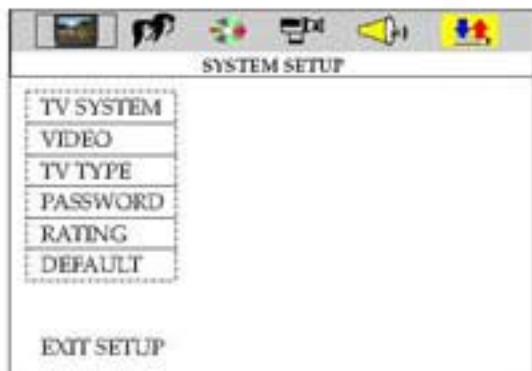 SYSTEM SETUP
TV SYSTEM
VIDEO
TV TYPE
PASSWORD
RATING
DEFAULT
EXIT SETUP